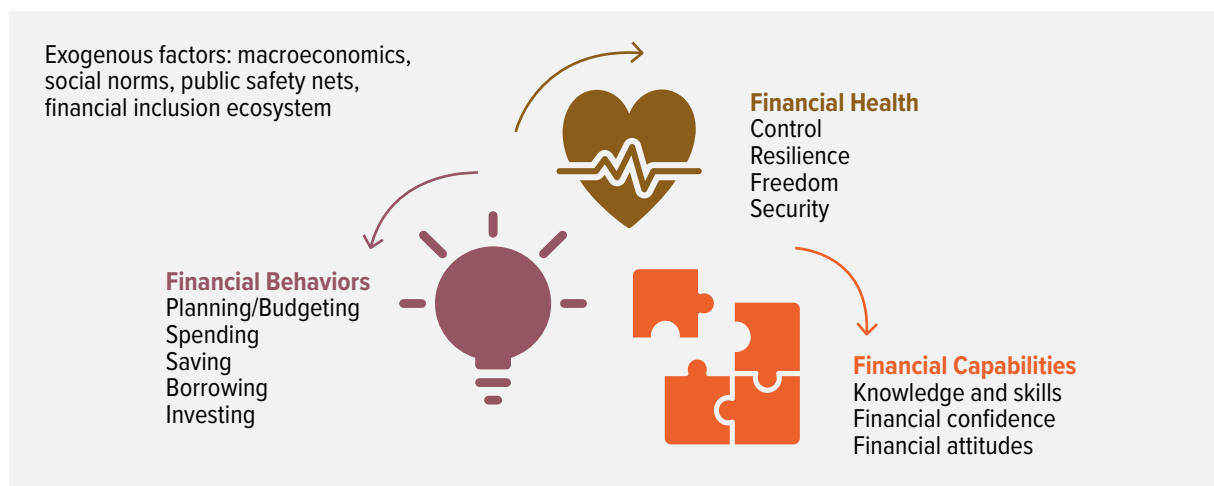 Exogenous factors: macroeconomics,
social norms, public safety nets,
financial inclusion ecosystem
Financial Health
Control
Resilience
Freedom
Security
Financial Behaviors
Planning/Budgeting
Spending
Saving
Borrowing
Investing
Financial Capabilities
Knowledge and skills
Financial confidence
Financial attitudes